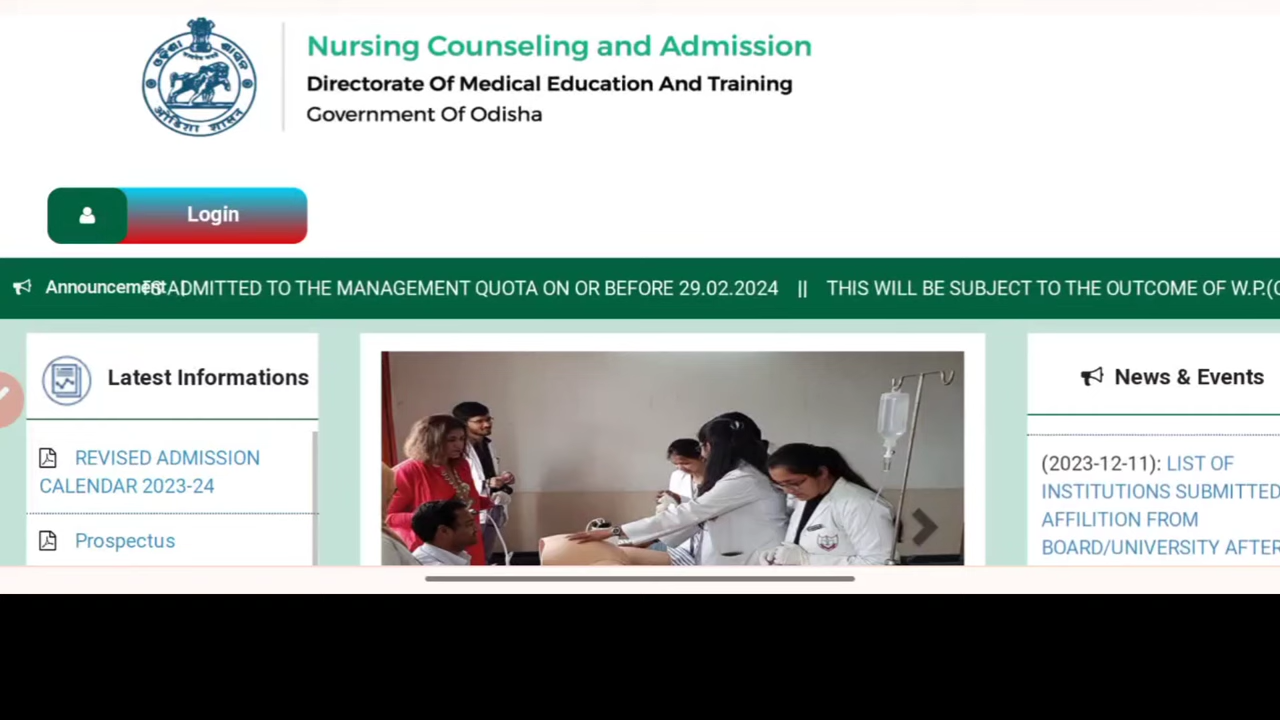 Nursing Counseling and Admission
Directorate Of Medical Education And Training
Government Of Odisha
Login
Announcement
ADMITTED TO THE MANAGEMENT QUOTA ON OR BEFORE 29.02.2024 || THIS WILL BE SUBJECT TO THE OUTCOME OF W.P.(
Latest Informations
REVISED ADMISSION
CALENDAR 2023-24
Prospectus
News & Events
(2023-12-11): LIST OF
INSTITUTIONS SUBMITTED
AFFILITION FROM
BOARD/UNIVERSITY AFTER